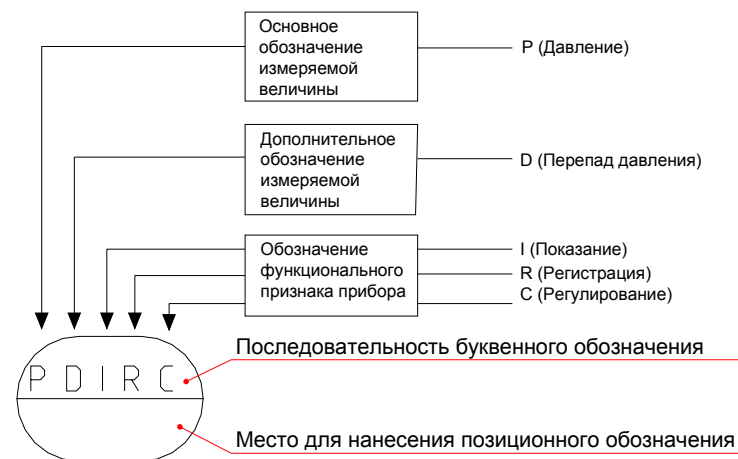 Основное
обозначение
измеряемой
величины
P (Давление)
Дополнительное
обозначение
измеряемой
величины
D (Перепад давления)
Обозначение
функционального
признака прибора
I (Показание)
R (Регистрация)
C (Регулирование)
Последовательность буквенного обозначения
P D I R C
Место для нанесения позиционного обозначения